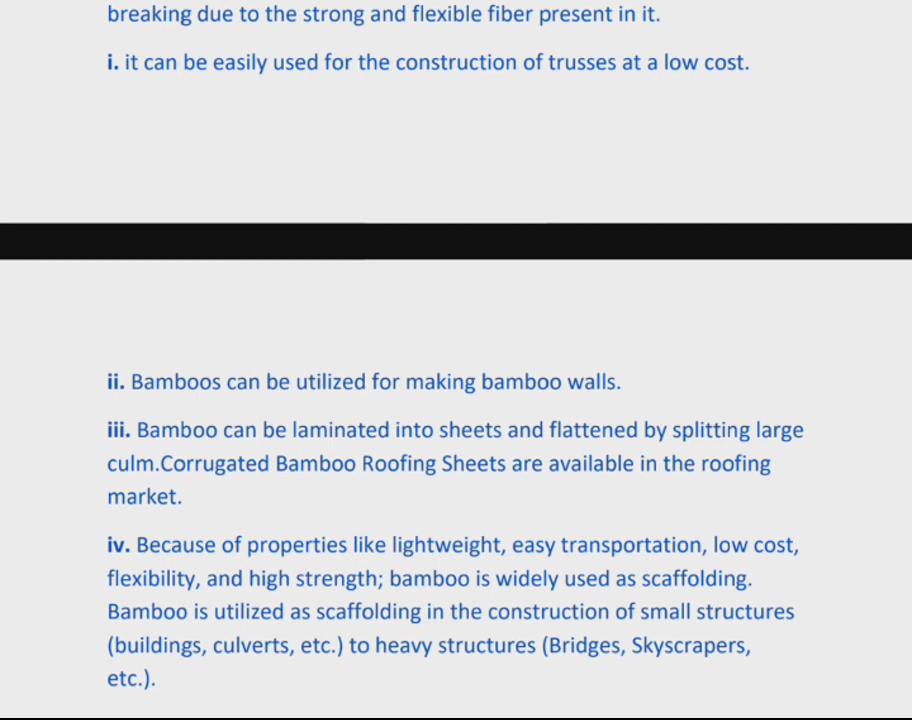 breaking due to the strong and flexible fiber present in it.
i. it can be easily used for the construction of trusses at a low cost.
ii. Bamboos can be utilized for making bamboo walls.
iii. Bamboo can be laminated into sheets and flattened by splitting large
culm.Corrugated Bamboo Roofing Sheets are available in the roofing
market.
iv. Because of properties like lightweight, easy transportation, low cost,
flexibility, and high strength; bamboo is widely used as scaffolding.
Bamboo is utilized as scaffolding in the construction of small structures
(buildings, culverts, etc.) to heavy structures (Bridges, Skyscrapers,
etc.).